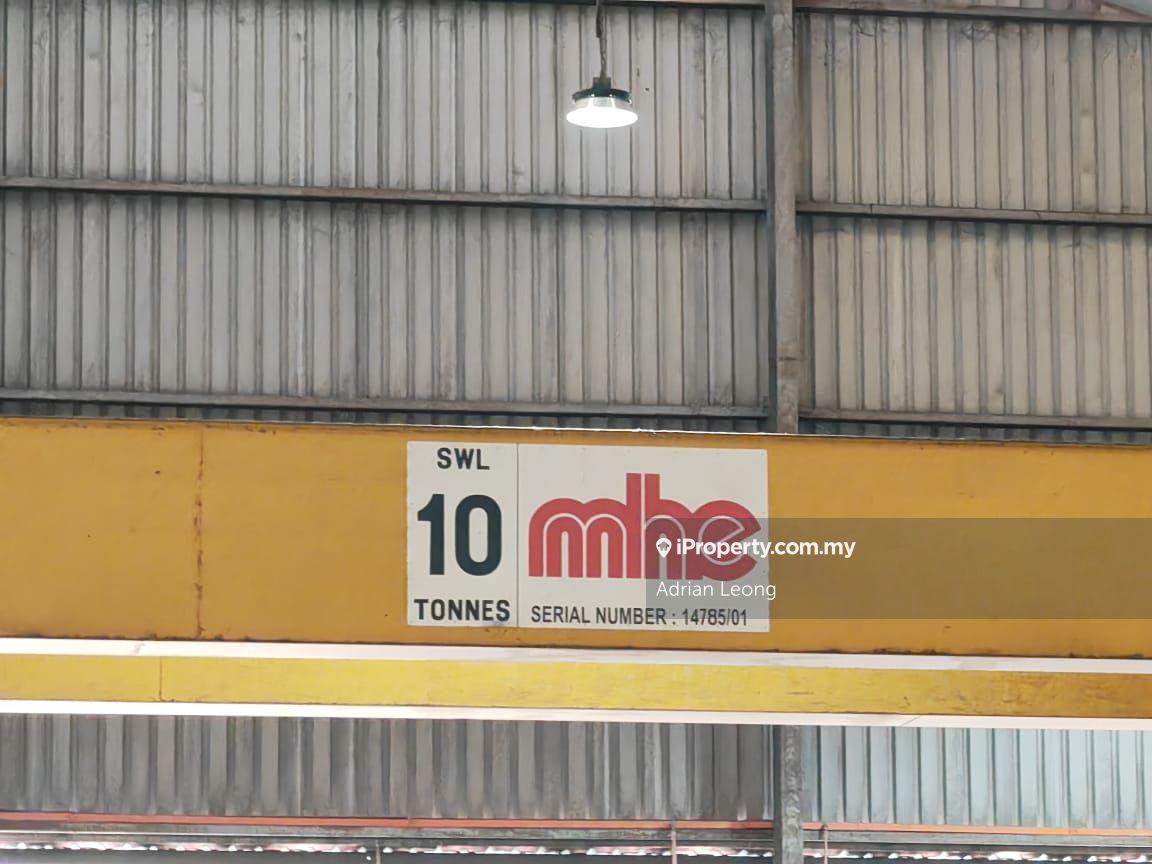 SWL
10
TONNES
mhe
SERIAL NUMBER : 14785/01
iProperty.com.my
Adrian Leong